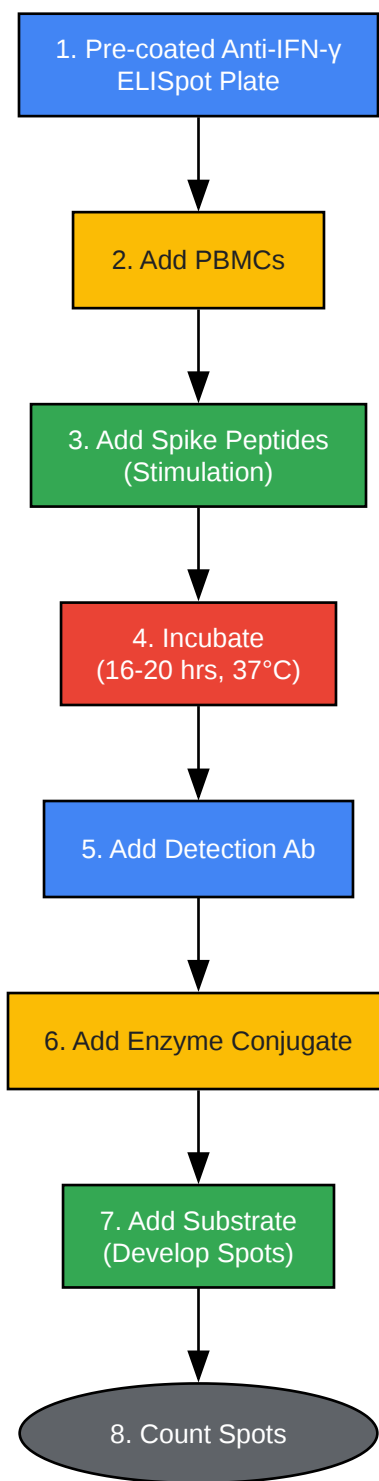 1. Pre-coated Anti-IFN-γ
ELISpot Plate
2. Add PBMCs
3. Add Spike Peptides
(Stimulation)
4. Incubate
(16-20 hrs, 37°C)
5. Add Detection Ab
6. Add Enzyme Conjugate
7. Add Substrate
(Develop Spots)
8. Count Spots